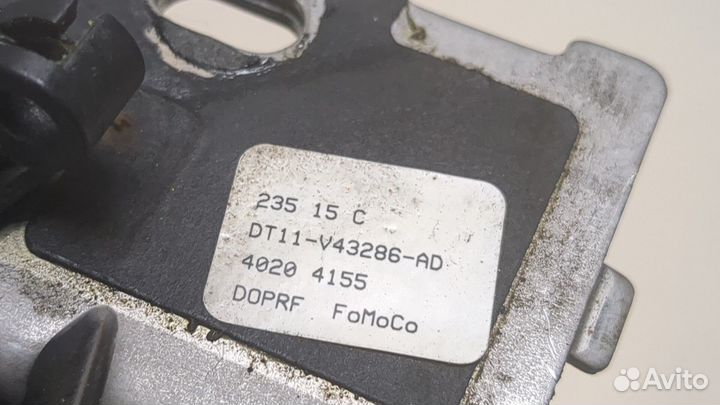 235 15 C
DT11-V43286-AD
4020 4155
DOPRF FoMoCo
Avito